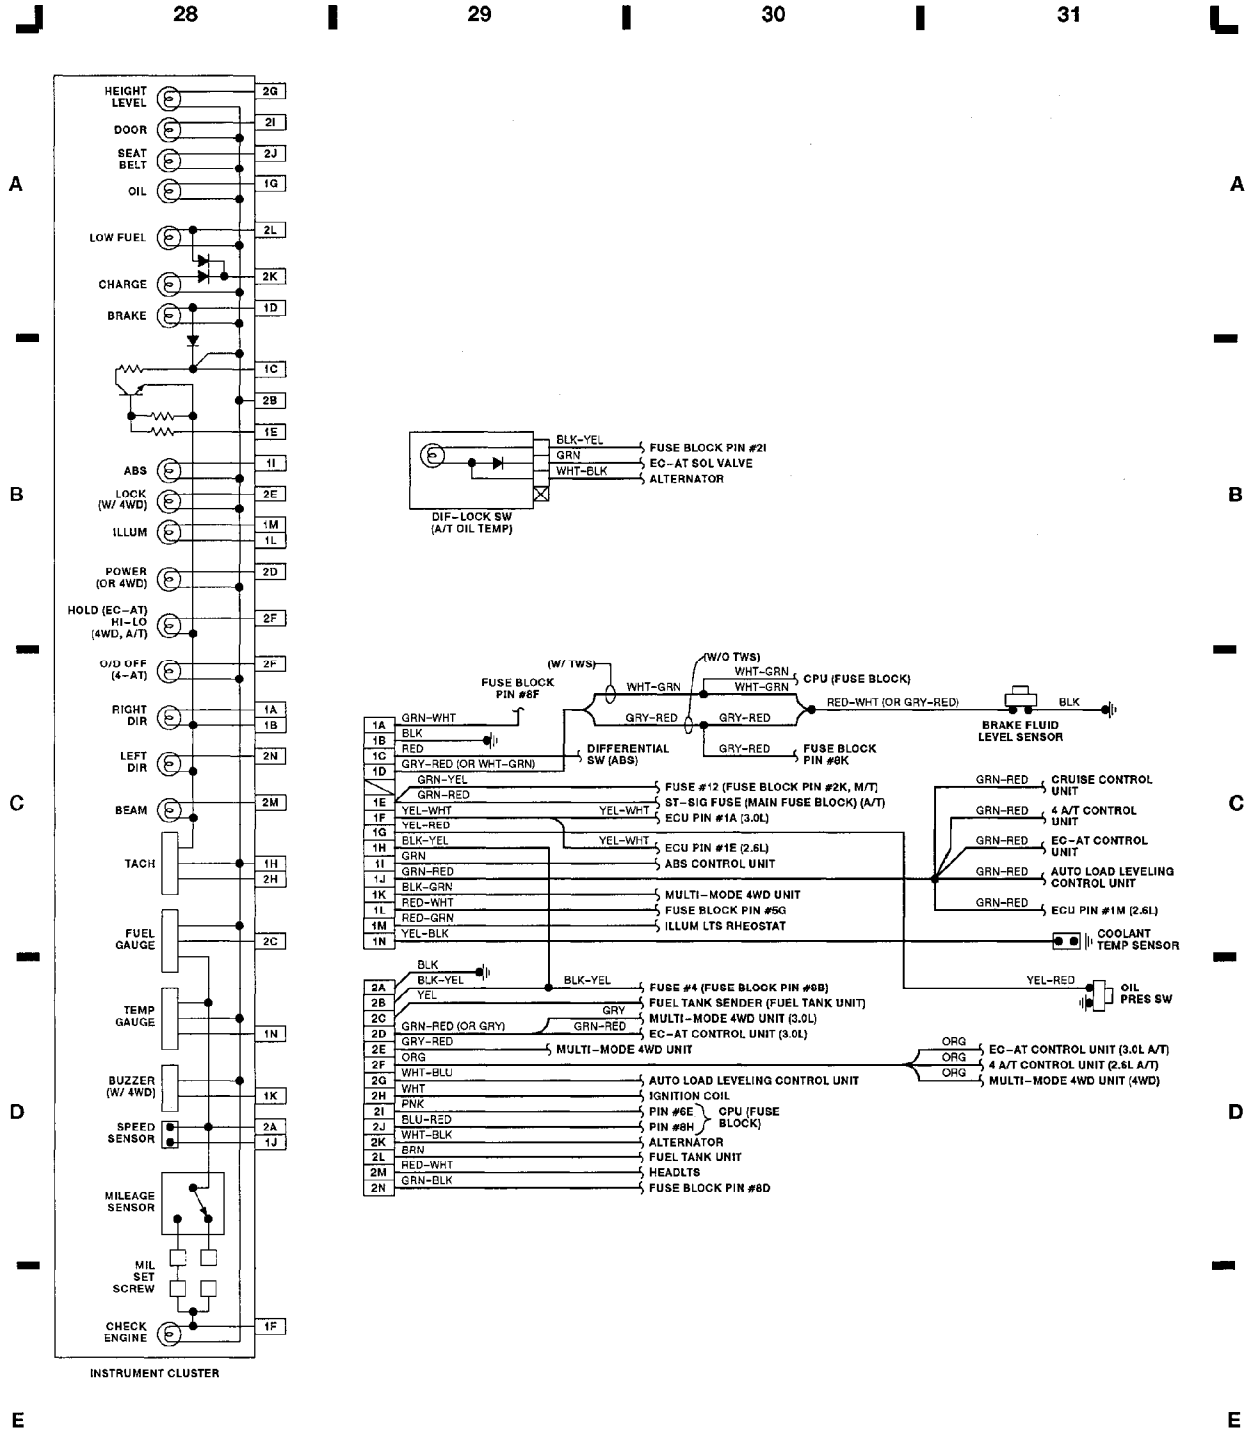 28 29 30 31
A A
B B
C C
D D
E E
HEIGHT
LEVEL
2G
DOOR
2I
SEAT
BELT
2J
OIL
1G
LOW FUEL
2L
2K
CHARGE
BRAKE
1D
1C
2B
1E
ABS
1I
LOCK
(W/ 4WD)
2E
ILLUM
1M
1L
POWER
(OR 4WD)
2D
HOLD (EC-AT)
HI-LO
(4WD, A/T)
2F
O/D OFF
(4-AT)
2F
RIGHT
DIR
1A
1B
LEFT
DIR
2N
BEAM
2M
TACH
1H
2H
FUEL
GAUGE
2C
TEMP
GAUGE
1N
BUZZER
(W/ 4WD)
1K
SPEED
SENSOR
2A
1J
MILEAGE
SENSOR
MIL
SET
SCREW
CHECK
ENGINE
1F
INSTRUMENT CLUSTER
BLK-YEL FUSE BLOCK PIN #2I
GRN EC-AT SOL VALVE
WHT-BLK ALTERNATOR
DIF-LOCK SW
(A/T OIL TEMP)
(W/ TWS)
(W/O TWS)
FUSE BLOCK
PIN #8F
WHT-GRN
WHT-GRN CPU (FUSE BLOCK)
WHT-GRN
GRY-RED
GRY-RED
GRY-RED FUSE BLOCK
PIN #8K
RED-WHT (OR GRY-RED)
BLK
BRAKE FLUID
LEVEL SENSOR
1A GRN-WHT
1B BLK
1C RED DIFFERENTIAL
SW (ABS)
1D GRY-RED (OR WHT-GRN)
GRN-YEL FUSE #12 (FUSE BLOCK PIN #2K, M/T)
1E GRN-RED ST-SIG FUSE (MAIN FUSE BLOCK) (A/T)
1F YEL-WHT YEL-WHT ECU PIN #1A (3.0L)
1G YEL-RED
1H BLK-YEL YEL-WHT ECU PIN #1E (2.6L)
1I GRN ABS CONTROL UNIT
1J GRN-RED
1K BLK-GRN MULTI-MODE 4WD UNIT
1L RED-WHT FUSE BLOCK PIN #5G
1M RED-GRN ILLUM LTS RHEOSTAT
1N YEL-BLK
GRN-RED CRUISE CONTROL
UNIT
GRN-RED 4 A/T CONTROL
UNIT
GRN-RED EC-AT CONTROL
UNIT
GRN-RED AUTO LOAD LEVELING
CONTROL UNIT
GRN-RED ECU PIN #1M (2.6L)
COOLANT
TEMP SENSOR
YEL-RED OIL
PRES SW
BLK
2A BLK-YEL BLK-YEL FUSE #4 (FUSE BLOCK PIN #9B)
2B YEL FUEL TANK SENDER (FUEL TANK UNIT)
2C GRY MULTI-MODE 4WD UNIT (3.0L)
2D GRN-RED (OR GRY) GRN-RED EC-AT CONTROL UNIT (3.0L)
2E GRY-RED MULTI-MODE 4WD UNIT
2F ORG
2G WHT-BLU AUTO LOAD LEVELING CONTROL UNIT
2H WHT IGNITION COIL
2I PNK PIN #6E
2J BLU-RED PIN #8H
CPU (FUSE
BLOCK)
2K WHT-BLK ALTERNATOR
2L BRN FUEL TANK UNIT
2M RED-WHT HEADLTS
2N GRN-BLK FUSE BLOCK PIN #8D
ORG EC-AT CONTROL UNIT (3.0L A/T)
ORG 4 A/T CONTROL UNIT (2.6L A/T)
ORG MULTI-MODE 4WD UNIT (4WD)